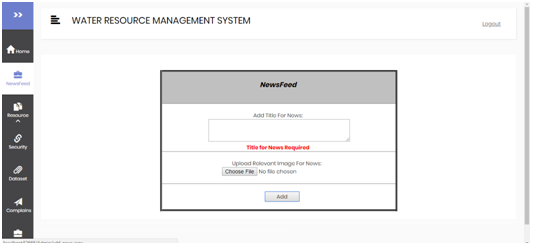 >>
WATER RESOURCE MANAGEMENT SYSTEM
Logout
Home
NewsFeed
Resource
Security
Dataset
Complains
NewsFeed
Add Title For News:
Title for News Required
Upload Relevant Image For News:
Choose File No file chosen
Add